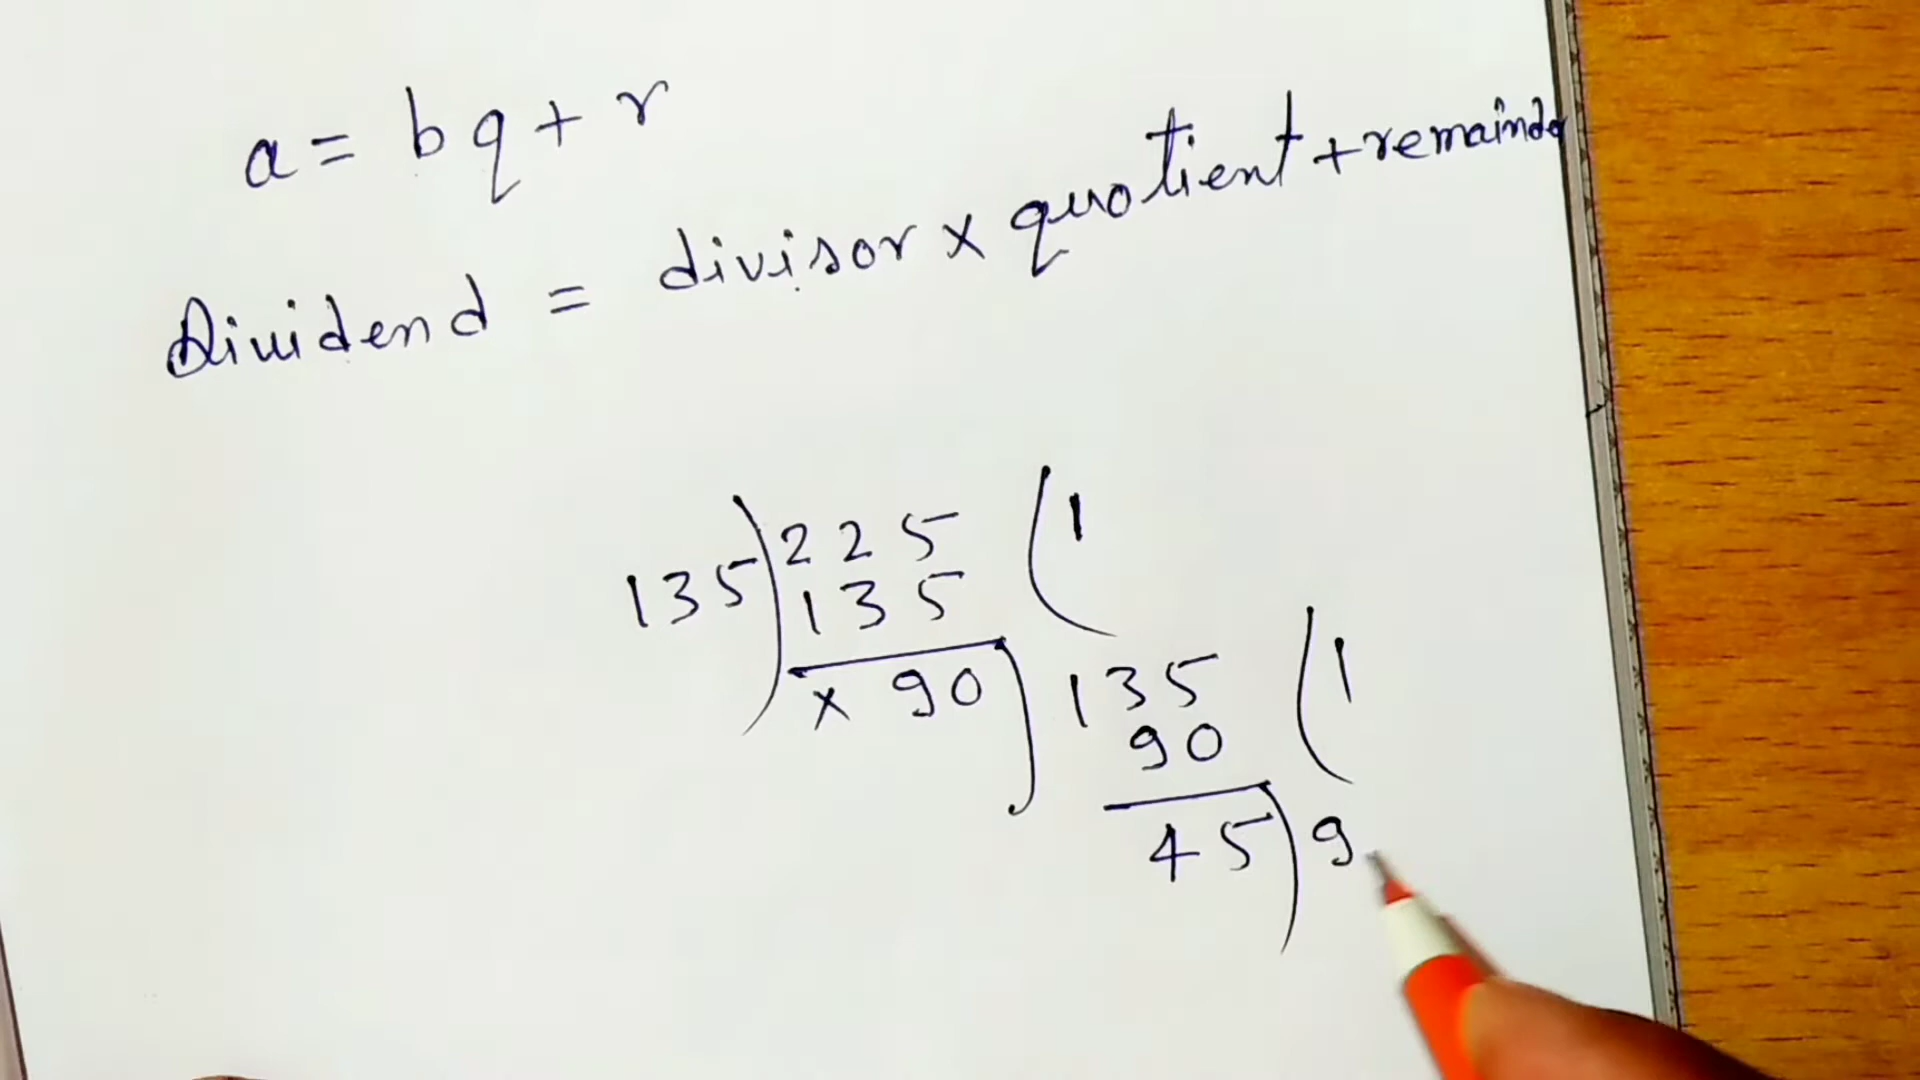 a = bq + r
Dividend = divisor x quotient + remainder
135) 225 (1
135
x 90) 135 (1
90
45) 9